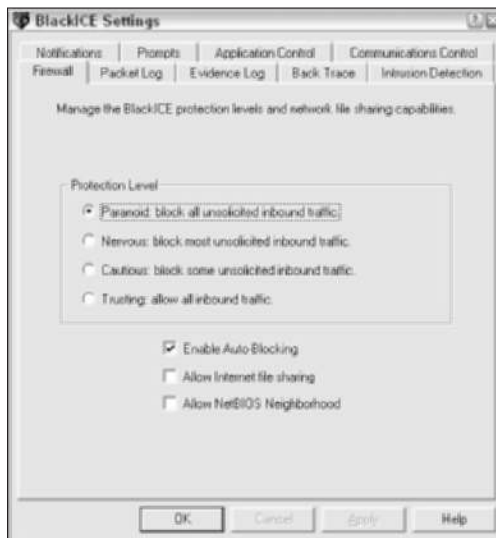 BlackICE Settings
Notifications Prompts Application Control Communications Control
Firewall Packet Log Evidence Log Back Trace Intrusion Detection
Manage the BlackICE protection levels and network file sharing capabilities.
Protection Level
Paranoid: block all unsolicited inbound traffic.
Nervous: block most unsolicited inbound traffic.
Cautious: block some unsolicited inbound traffic.
Trusting: allow all inbound traffic.
Enable Auto-Blocking
Allow Internet file sharing
Allow NetBIOS Neighborhood
OK Cancel Apply Help